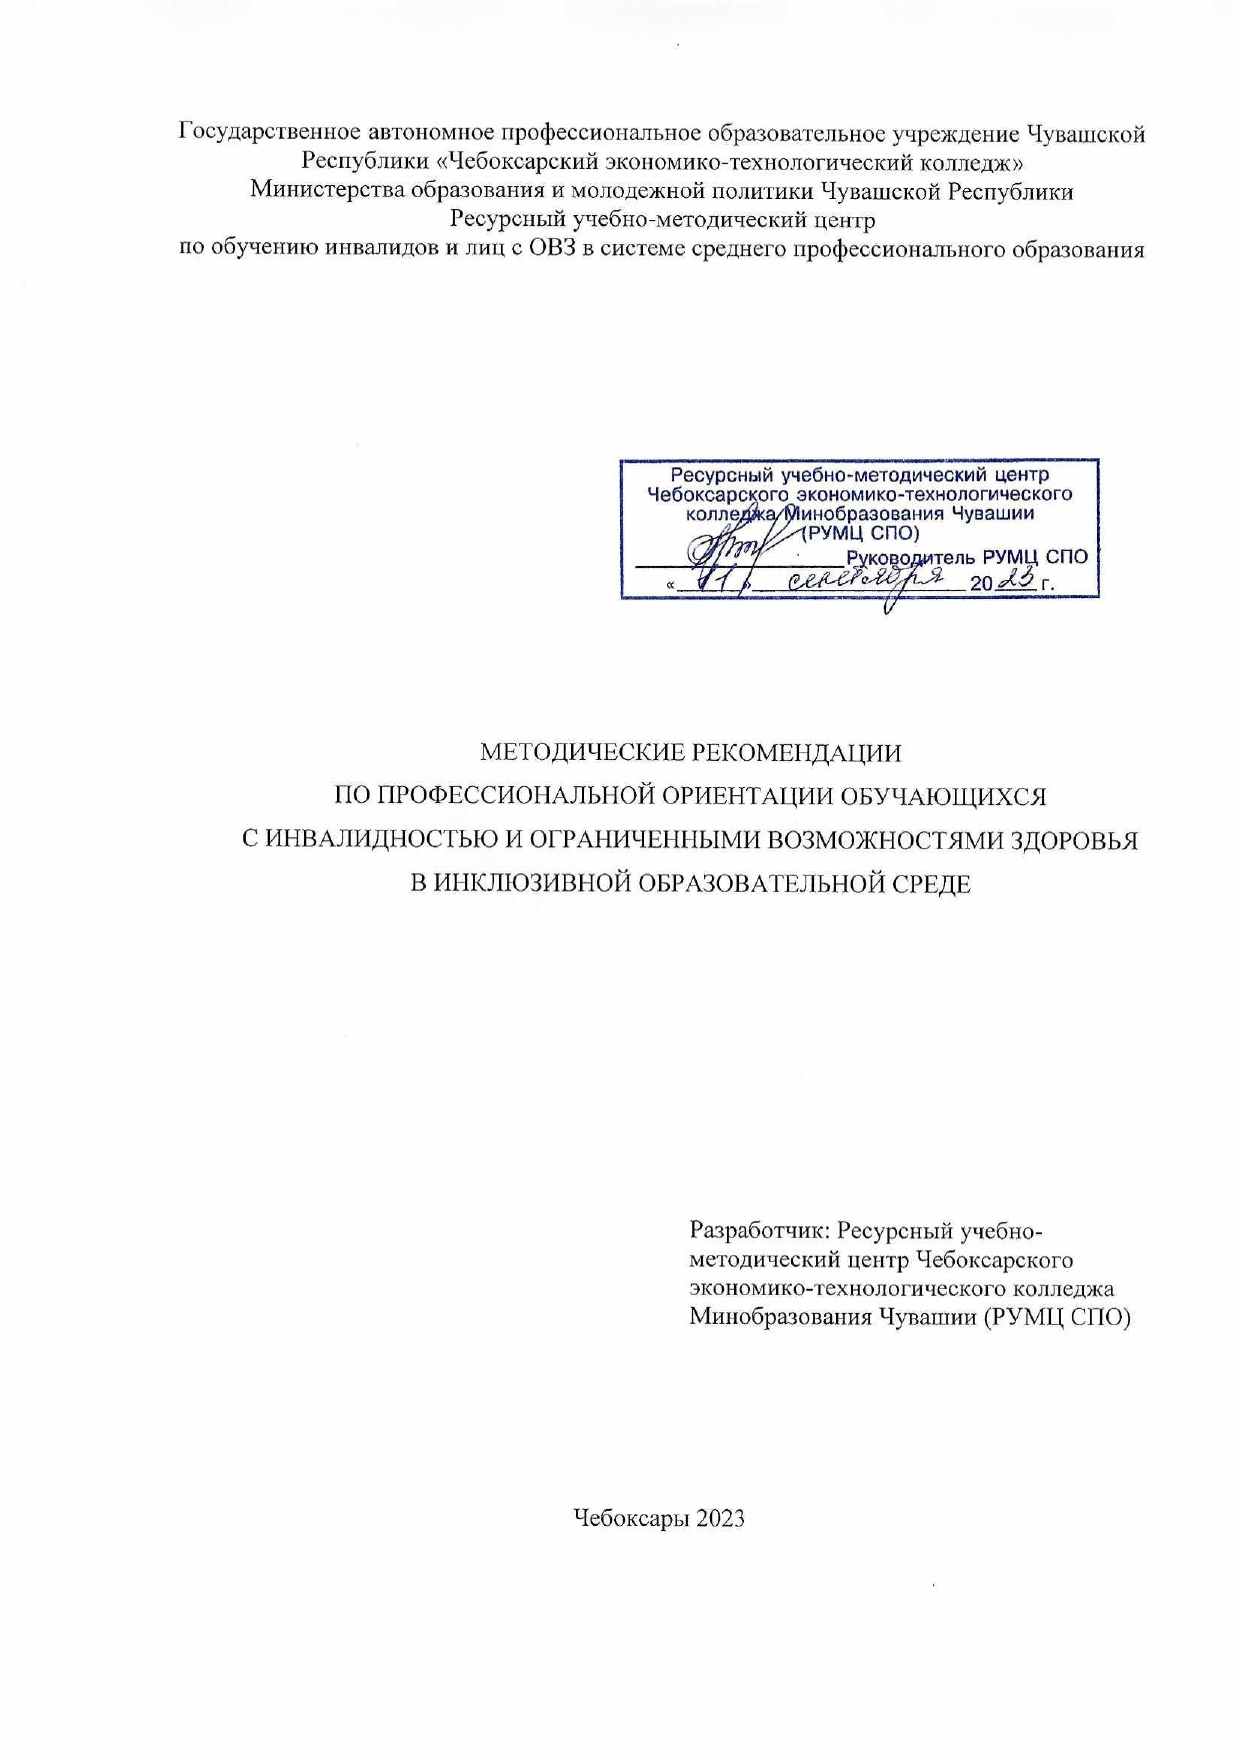 Государственное автономное профессиональное образовательное учреждение Чувашской
Республики «Чебоксарский экономико-технологический колледж»
Министерства образования и молодежной политики Чувашской Республики
Ресурсный учебно-методический центр
по обучению инвалидов и лиц с ОВЗ в системе среднего профессионального образования
Ресурсный учебно-методический центр
Чебоксарского экономико-технологического
колледжа Минобразования Чувашии
(РУМЦ СПО)
Руководитель РУМЦ СПО
« 11 » сентября 2023 г.
МЕТОДИЧЕСКИЕ РЕКОМЕНДАЦИИ
ПО ПРОФЕССИОНАЛЬНОЙ ОРИЕНТАЦИИ ОБУЧАЮЩИХСЯ
С ИНВАЛИДНОСТЬЮ И ОГРАНИЧЕННЫМИ ВОЗМОЖНОСТЯМИ ЗДОРОВЬЯ
В ИНКЛЮЗИВНОЙ ОБРАЗОВАТЕЛЬНОЙ СРЕДЕ
Разработчик: Ресурсный учебно-
методический центр Чебоксарского
экономико-технологического колледжа
Минобразования Чувашии (РУМЦ СПО)
Чебоксары 2023